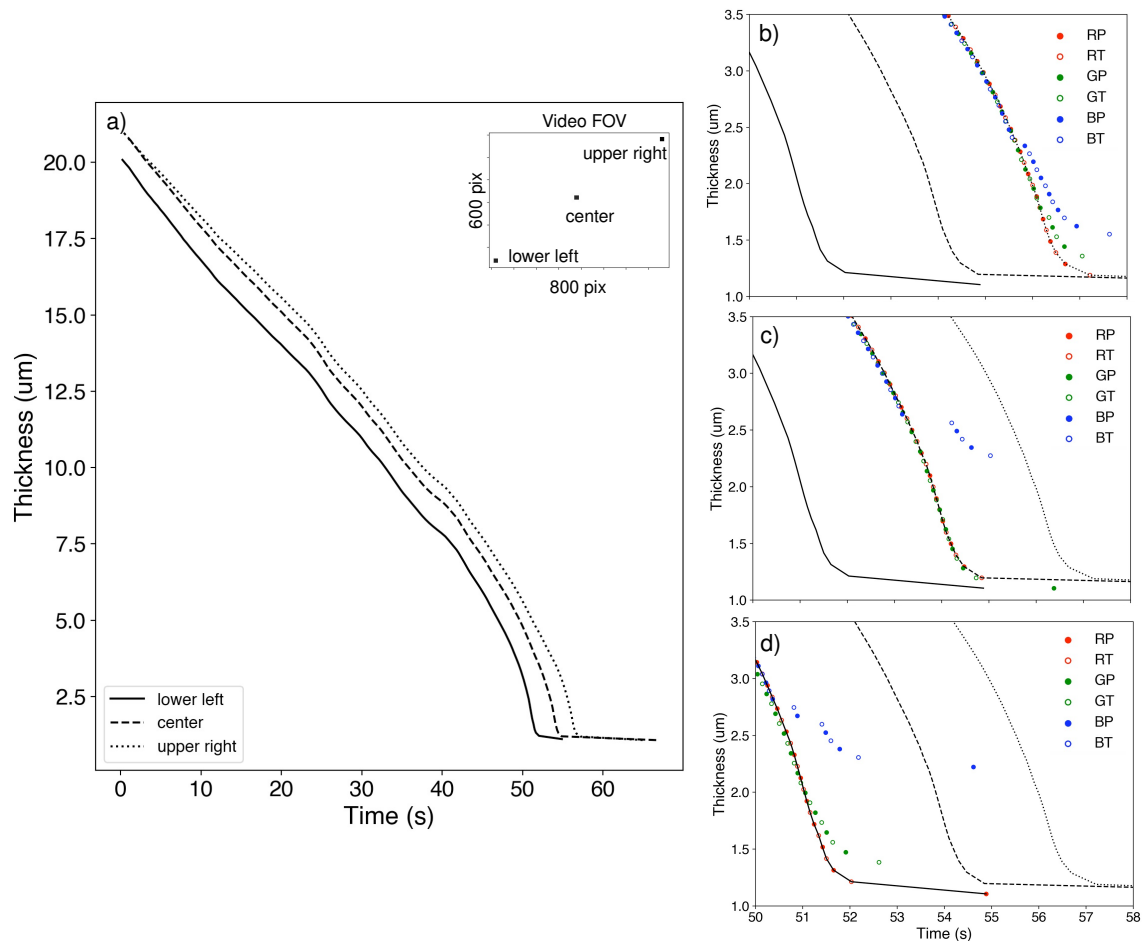 a)
20.0
17.5
15.0
12.5
10.0
7.5
5.0
2.5
Thickness (um)
0 10 20 30 40 50 60
Time (s)
lower left
center
upper right
Video FOV
upper right
center
lower left
600 pix
800 pix
b)
3.5
3.0
2.5
2.0
1.5
1.0
Thickness (um)
RP
RT
GP
GT
BP
BT
c)
3.5
3.0
2.5
2.0
1.5
1.0
Thickness (um)
RP
RT
GP
GT
BP
BT
d)
3.5
3.0
2.5
2.0
1.5
1.0
Thickness (um)
RP
RT
GP
GT
BP
BT
50 51 52 53 54 55 56 57 58
Time (s)